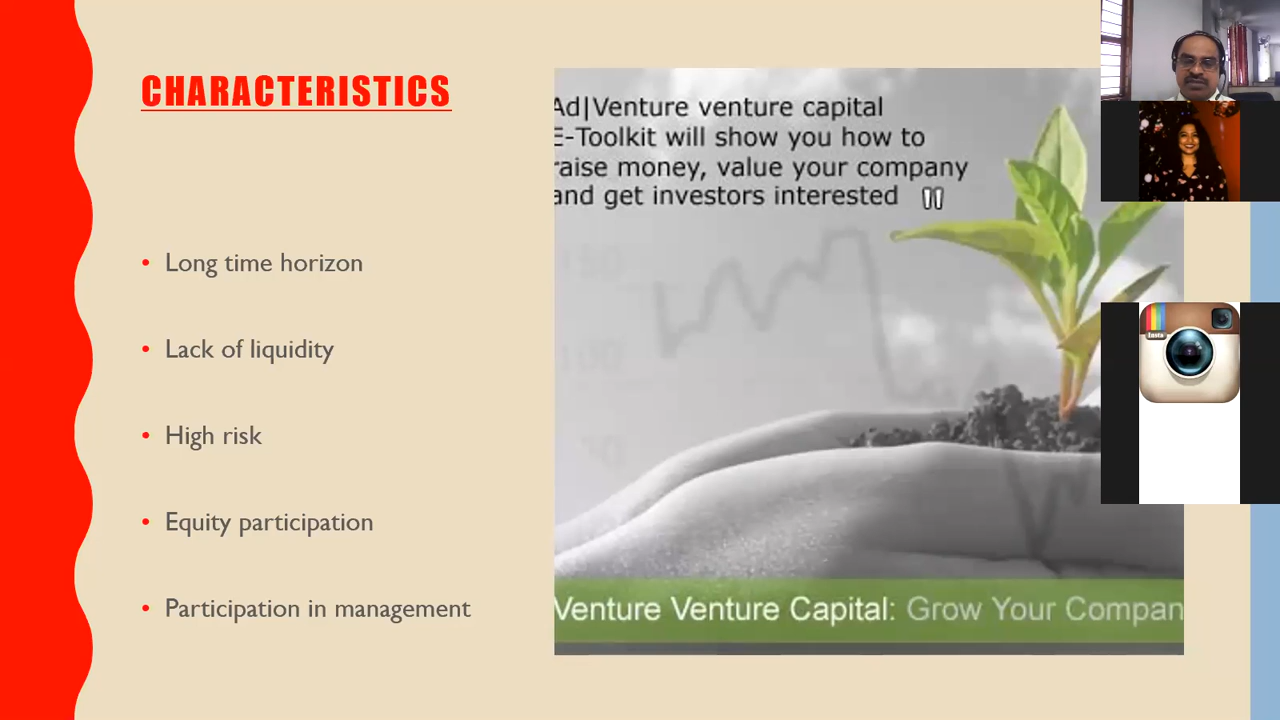 CHARACTERISTICS
• Long time horizon
• Lack of liquidity
• High risk
• Equity participation
• Participation in management
Ad|Venture venture capital
E-Toolkit will show you how to
raise money, value your company
and get investors interested "
Venture Venture Capital: Grow Your Compan
Insta